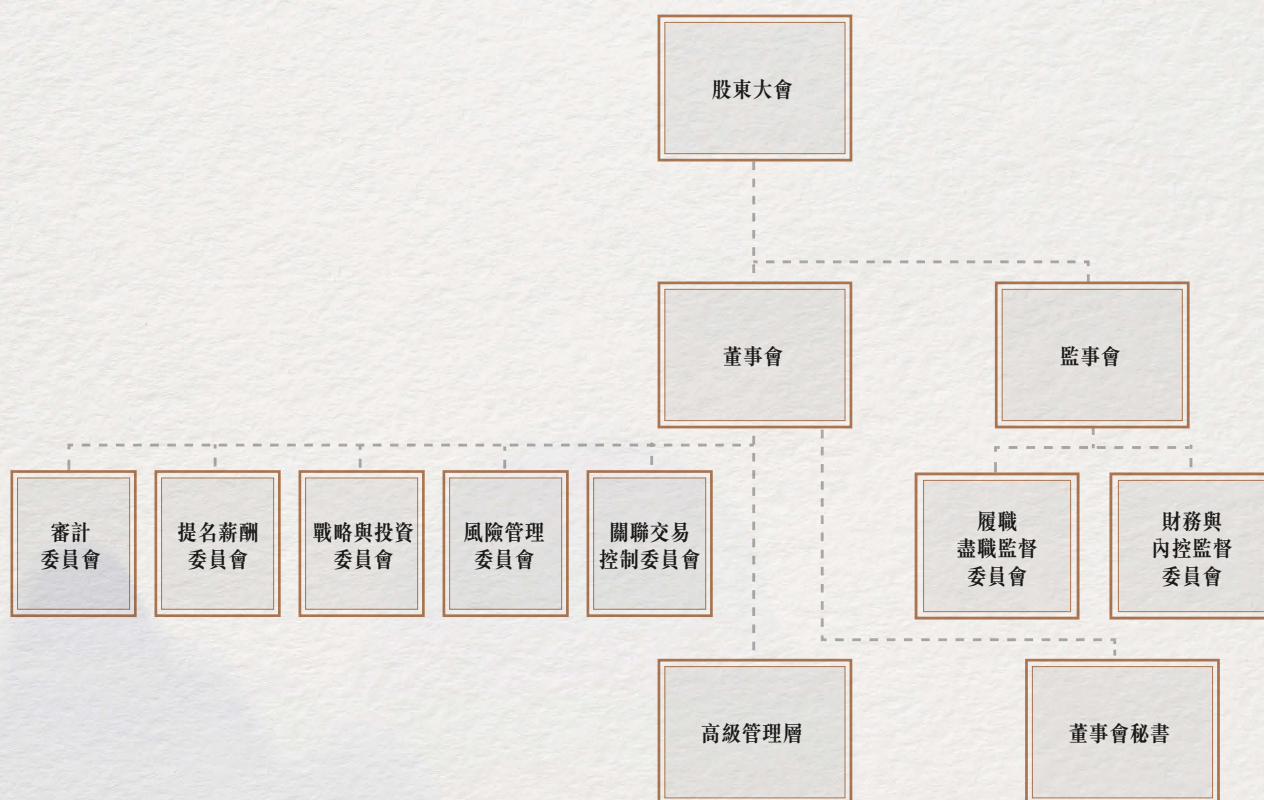 股東大會
董事會
監事會
審計
委員會
提名薪酬
委員會
戰略與投資
委員會
風險管理
委員會
關聯交易
控制委員會
履職
盡職監督
委員會
財務與
內控監督
委員會
高級管理層
董事會秘書